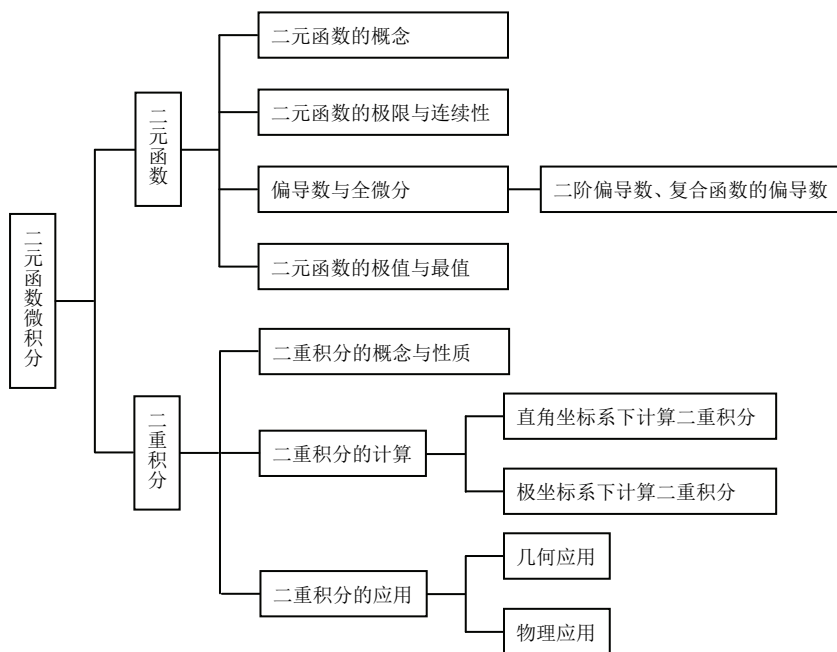 二元函数微积分
二元函数
二元函数的概念
二元函数的极限与连续性
偏导数与全微分
二阶偏导数、复合函数的偏导数
二元函数的极值与最值
二重积分
二重积分的概念与性质
二重积分的计算
直角坐标系下计算二重积分
极坐标系下计算二重积分
二重积分的应用
几何应用
物理应用